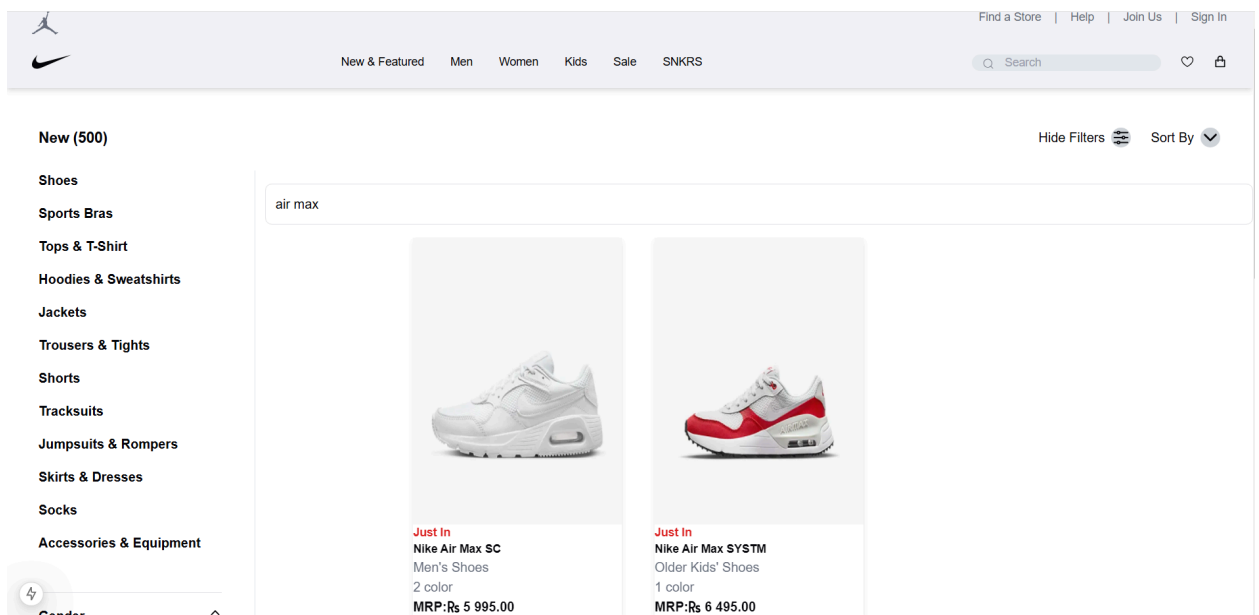 Find a Store | Help | Join Us | Sign In
New & Featured Men Women Kids Sale SNKRS
Search
New (500)
Hide Filters Sort By
Shoes
Sports Bras
Tops & T-Shirt
Hoodies & Sweatshirts
Jackets
Trousers & Tights
Shorts
Tracksuits
Jumpsuits & Rompers
Skirts & Dresses
Socks
Accessories & Equipment
Gender
air max
Just In
Nike Air Max SC
Men's Shoes
2 color
MRP:₨ 5 995.00
Just In
Nike Air Max SYSTM
Older Kids' Shoes
1 color
MRP:₨ 6 495.00